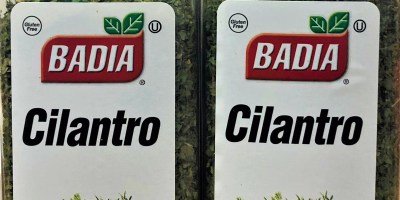 Gluten
Free
U
BADIA
®
Cilantro
Gluten
Free
U
BADIA
®
Cilantro